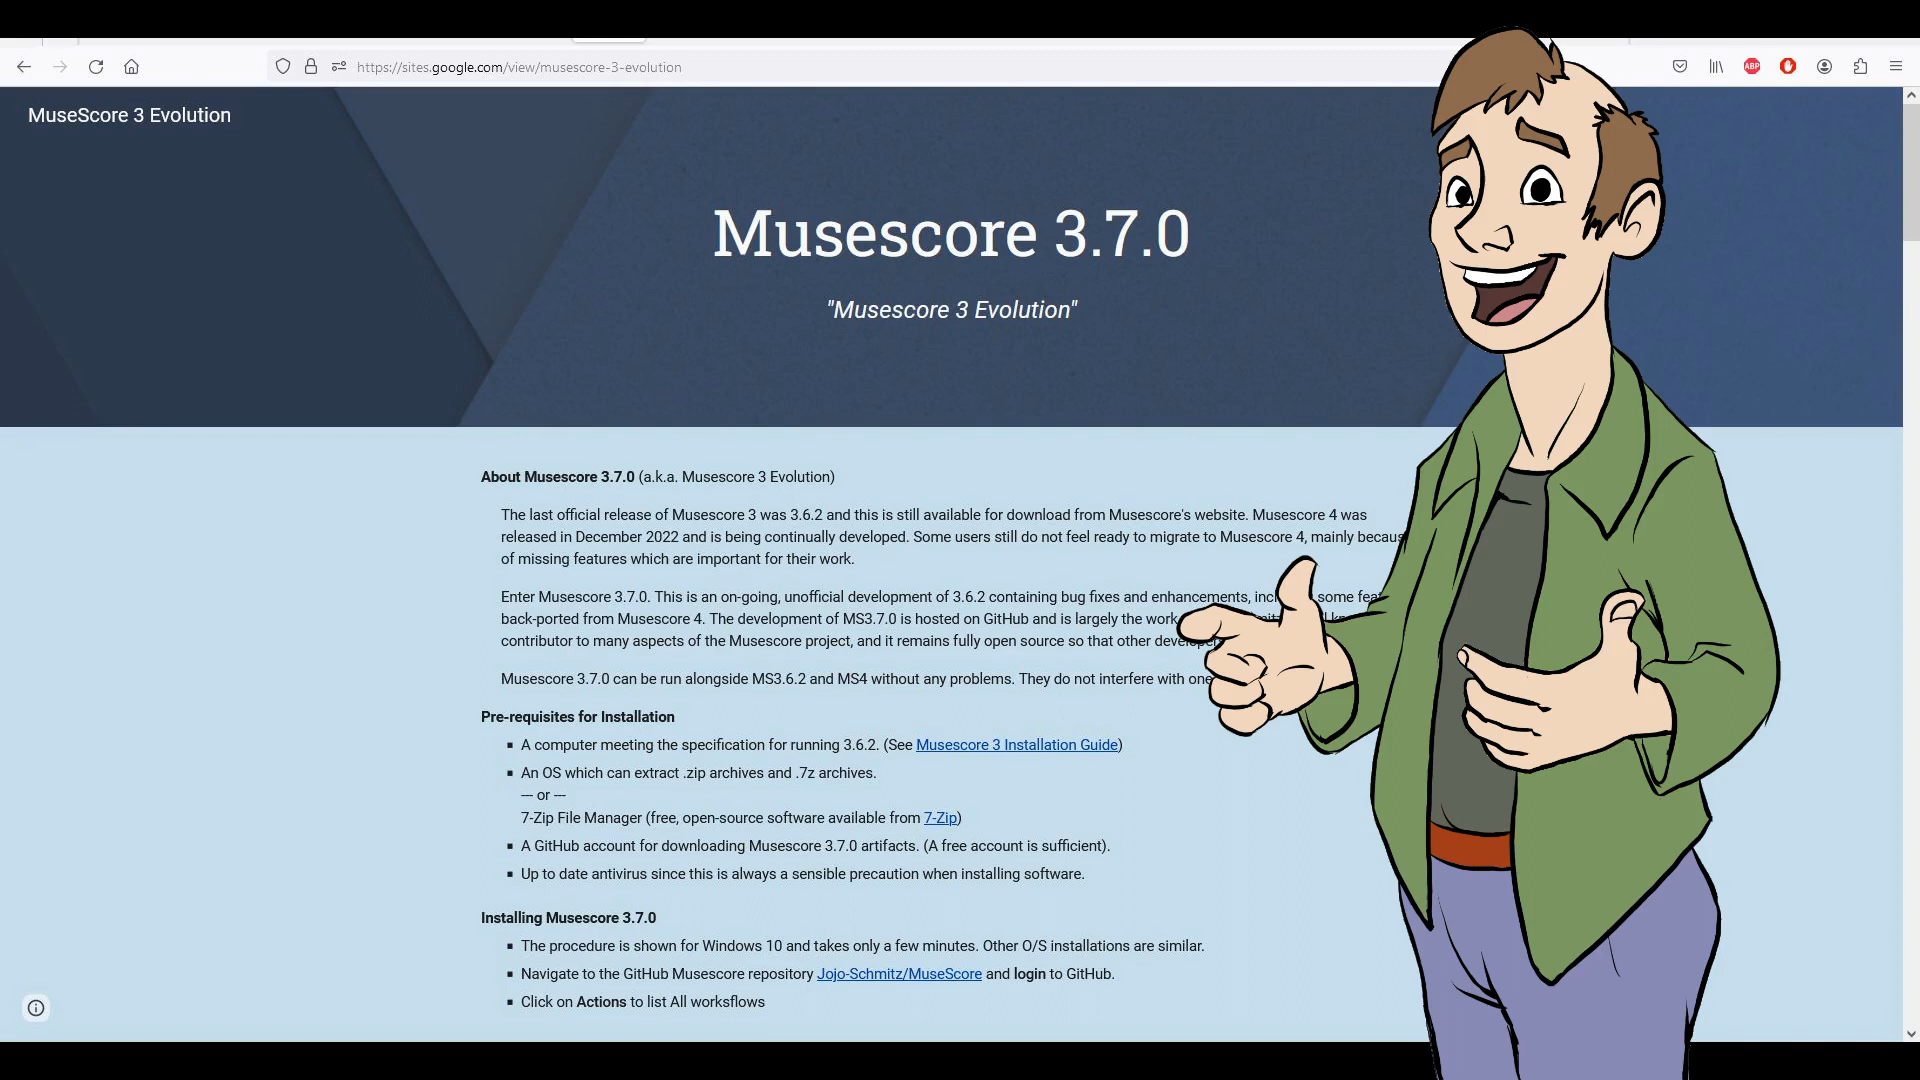 https://sites.google.com/view/musescore-3-evolution
ABP
MuseScore 3 Evolution
Musescore 3.7.0
"Musescore 3 Evolution"
About Musescore 3.7.0 (a.k.a. Musescore 3 Evolution)
The last official release of Musescore 3 was 3.6.2 and this is still available for download from Musescore's website. Musescore 4 was
released in December 2022 and is being continually developed. Some users still do not feel ready to migrate to Musescore 4, mainly
of missing features which are important for their work.
Enter Musescore 3.7.0. This is an on-going, unofficial development of 3.6.2 containing bug fixes and enhancements, some
back-ported from Musescore 4. The development of MS3.7.0 is hosted on GitHub and is largely the work
contributor to many aspects of the Musescore project, and it remains fully open source so that other
Musescore 3.7.0 can be run alongside MS3.6.2 and MS4 without any problems. They do not interfere with one
Pre-requisites for Installation
▪ A computer meeting the specification for running 3.6.2. (See Musescore 3 Installation Guide)
▪ An OS which can extract .zip archives and .7z archives.
--- or ---
7-Zip File Manager (free, open-source software available from 7-Zip)
▪ A GitHub account for downloading Musescore 3.7.0 artifacts. (A free account is sufficient).
▪ Up to date antivirus since this is always a sensible precaution when installing software.
Installing Musescore 3.7.0
▪ The procedure is shown for Windows 10 and takes only a few minutes. Other O/S installations are similar.
▪ Navigate to the GitHub Musescore repository Jojo-Schmitz/MuseScore and login to GitHub.
▪ Click on Actions to list All worksflows